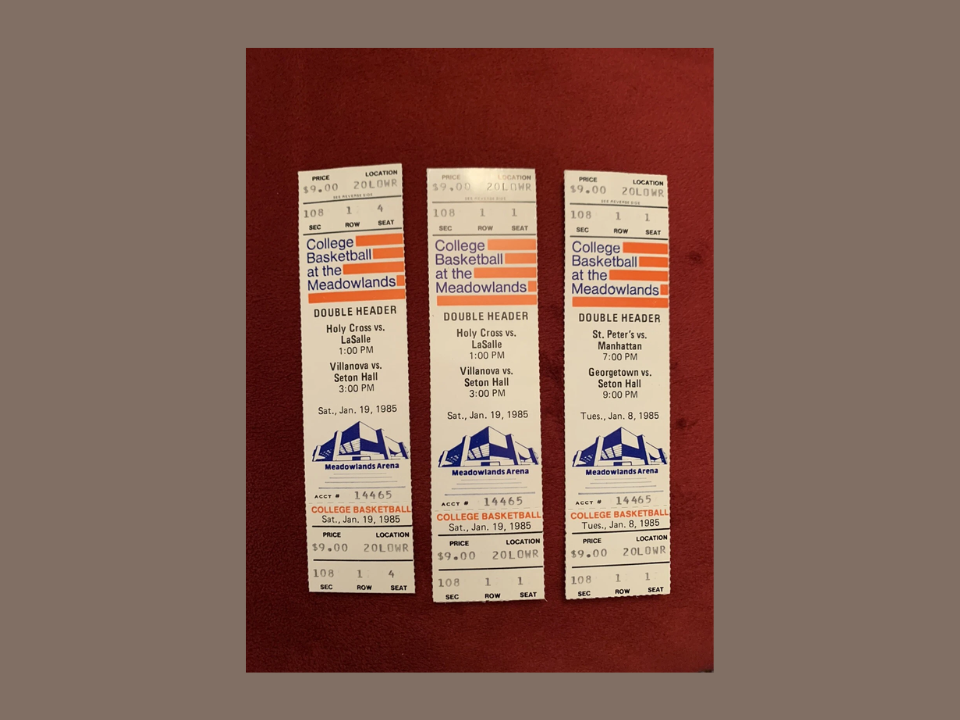 PRICE LOCATION
$9.00 20LOWR
SEE REVERSE SIDE
108 1 4
SEC ROW SEAT
College
Basketball
at the
Meadowlands
DOUBLE HEADER
Holy Cross vs.
LaSalle
1:00 PM
Villanova vs.
Seton Hall
3:00 PM
Sat., Jan. 19, 1985
Meadowlands Arena
ACCT # 14465
COLLEGE BASKETBALL
Sat., Jan. 19, 1985
PRICE LOCATION
$9.00 20LOWR
108 1 4
SEC ROW SEAT
PRICE LOCATION
$9.00 20LOWR
SEE REVERSE SIDE
108 1 1
SEC ROW SEAT
College
Basketball
at the
Meadowlands
DOUBLE HEADER
Holy Cross vs.
LaSalle
1:00 PM
Villanova vs.
Seton Hall
3:00 PM
Sat., Jan. 19, 1985
Meadowlands Arena
ACCT # 14465
COLLEGE BASKETBALL
Sat., Jan. 19, 1985
PRICE LOCATION
$9.00 20LOWR
108 1 1
SEC ROW SEAT
PRICE LOCATION
$9.00 20LOWR
SEE REVERSE SIDE
108 1 1
SEC ROW SEAT
College
Basketball
at the
Meadowlands
DOUBLE HEADER
St. Peter's vs.
Manhattan
7:00 PM
Georgetown vs.
Seton Hall
9:00 PM
Tues., Jan. 8, 1985
Meadowlands Arena
ACCT # 14465
COLLEGE BASKETBALL
Tues., Jan. 8, 1985
PRICE LOCATION
$9.00 20LOWR
108 1 1
SEC ROW SEAT